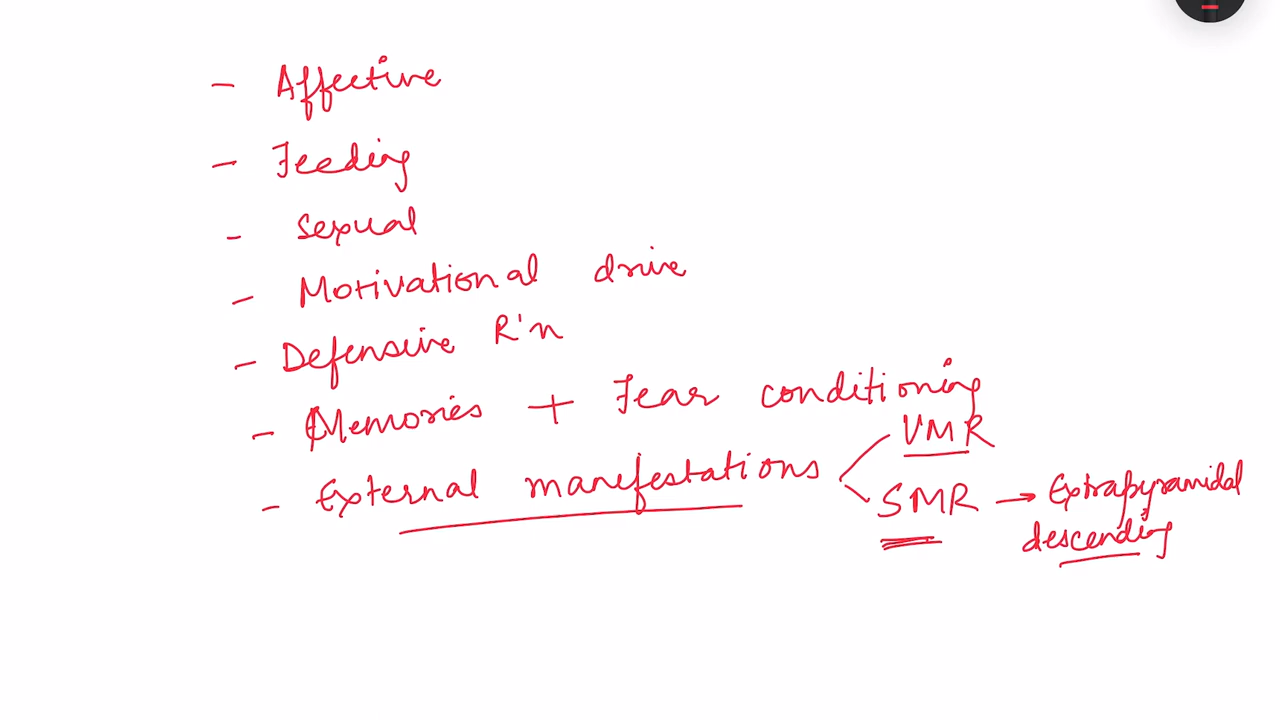 - Affective
- Feeding
- Sexual
- Motivational drive
- Defensive R'n
- Memories + Fear conditioning
- External manifestations
VMR
SMR → Extrapyramidal
descending